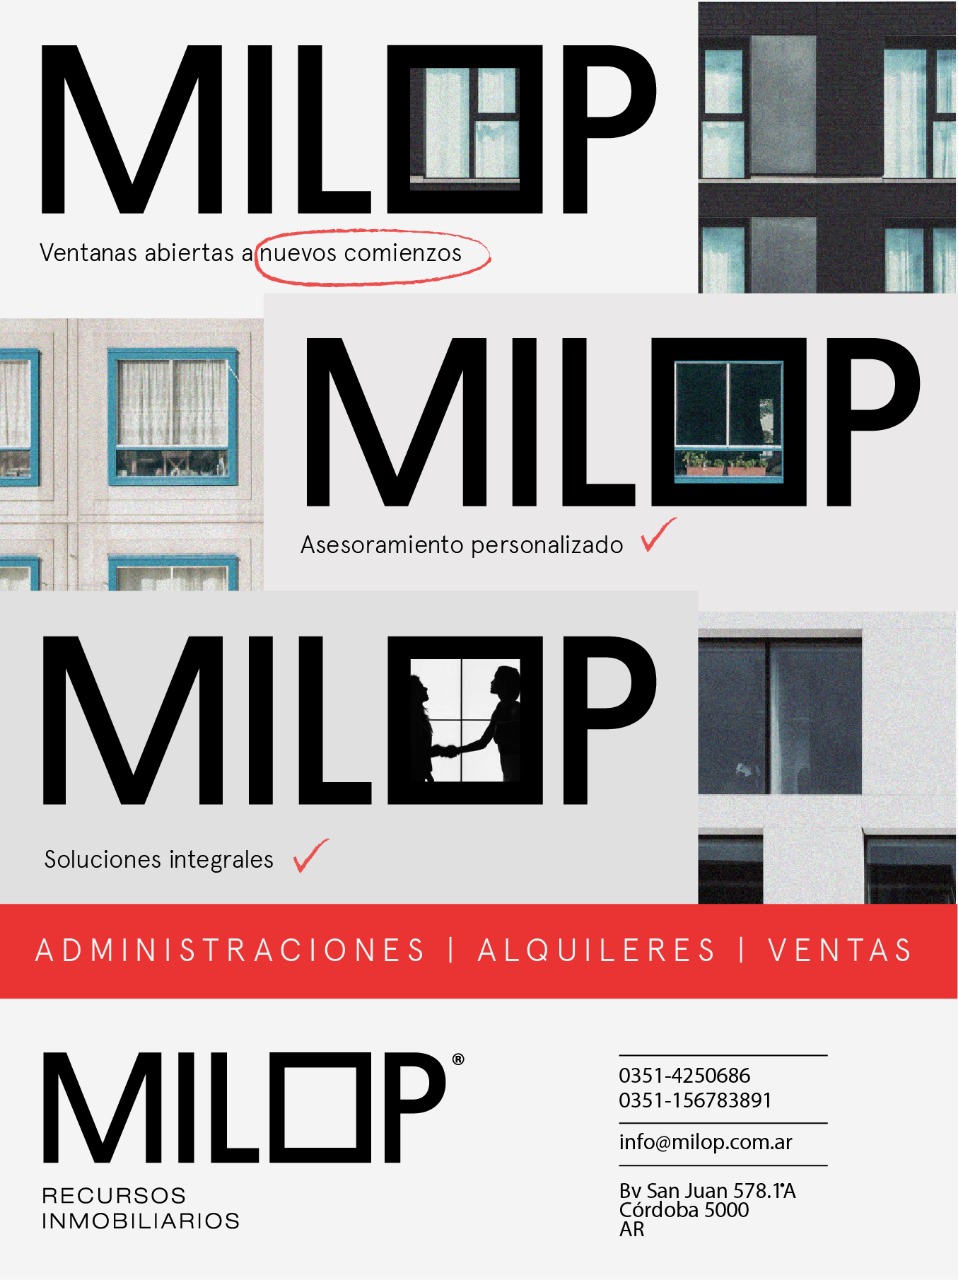 MILOP
Ventanas abiertas a nuevos comienzos
MILOP
Asesoramiento personalizado
MILOP
Soluciones integrales
ADMINISTRACIONES | ALQUILERES | VENTAS
MILOP®
RECURSOS
INMOBILIARIOS
0351-4250686
0351-156783891
info@milop.com.ar
Bv San Juan 578.1°A
Córdoba 5000
AR